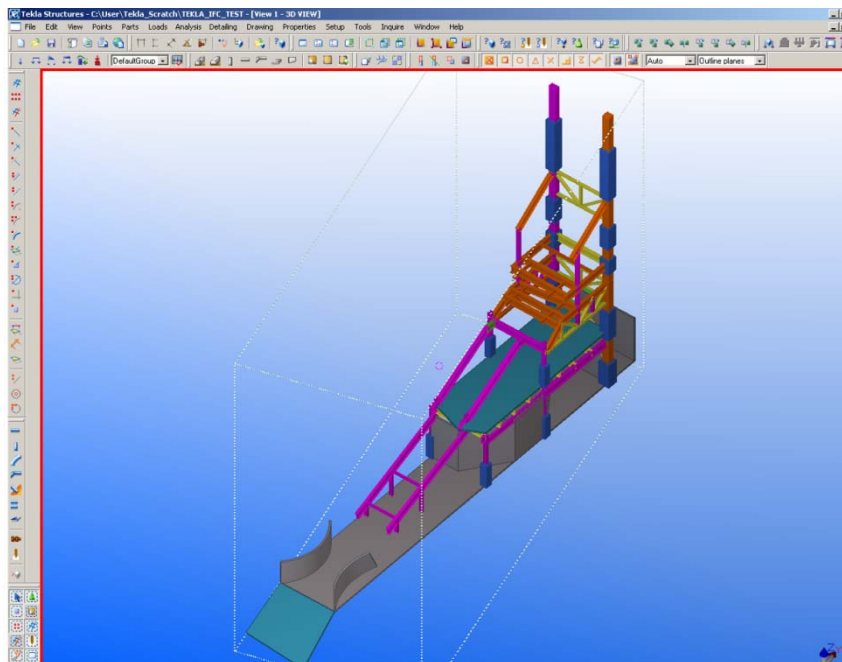 Tekla Structures - C:\User\Tekla_Scratch\TEKLA_IFC_TEST - [View 1 - 3D VIEW]
File Edit View Points Parts Loads Analysis Detailing Drawing Properties Setup Tools Inquire Window Help
DefaultGroup Auto Outline planes
Z